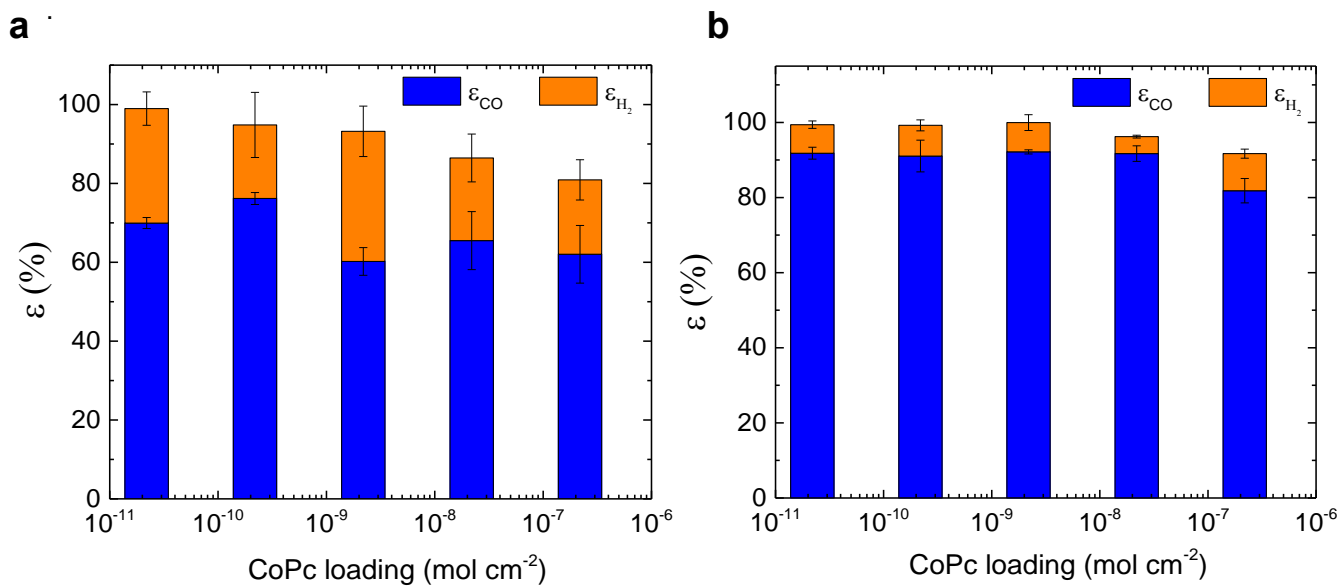 a .
ε_CO ε_H₂
100
80
60
40
20
0
ε (%)
10⁻¹¹ 10⁻¹⁰ 10⁻⁹ 10⁻⁸ 10⁻⁷ 10⁻⁶
CoPc loading (mol cm⁻²)
b
ε_CO ε_H₂
100
80
60
40
20
0
ε (%)
10⁻¹¹ 10⁻¹⁰ 10⁻⁹ 10⁻⁸ 10⁻⁷ 10⁻⁶
CoPc loading (mol cm⁻²)